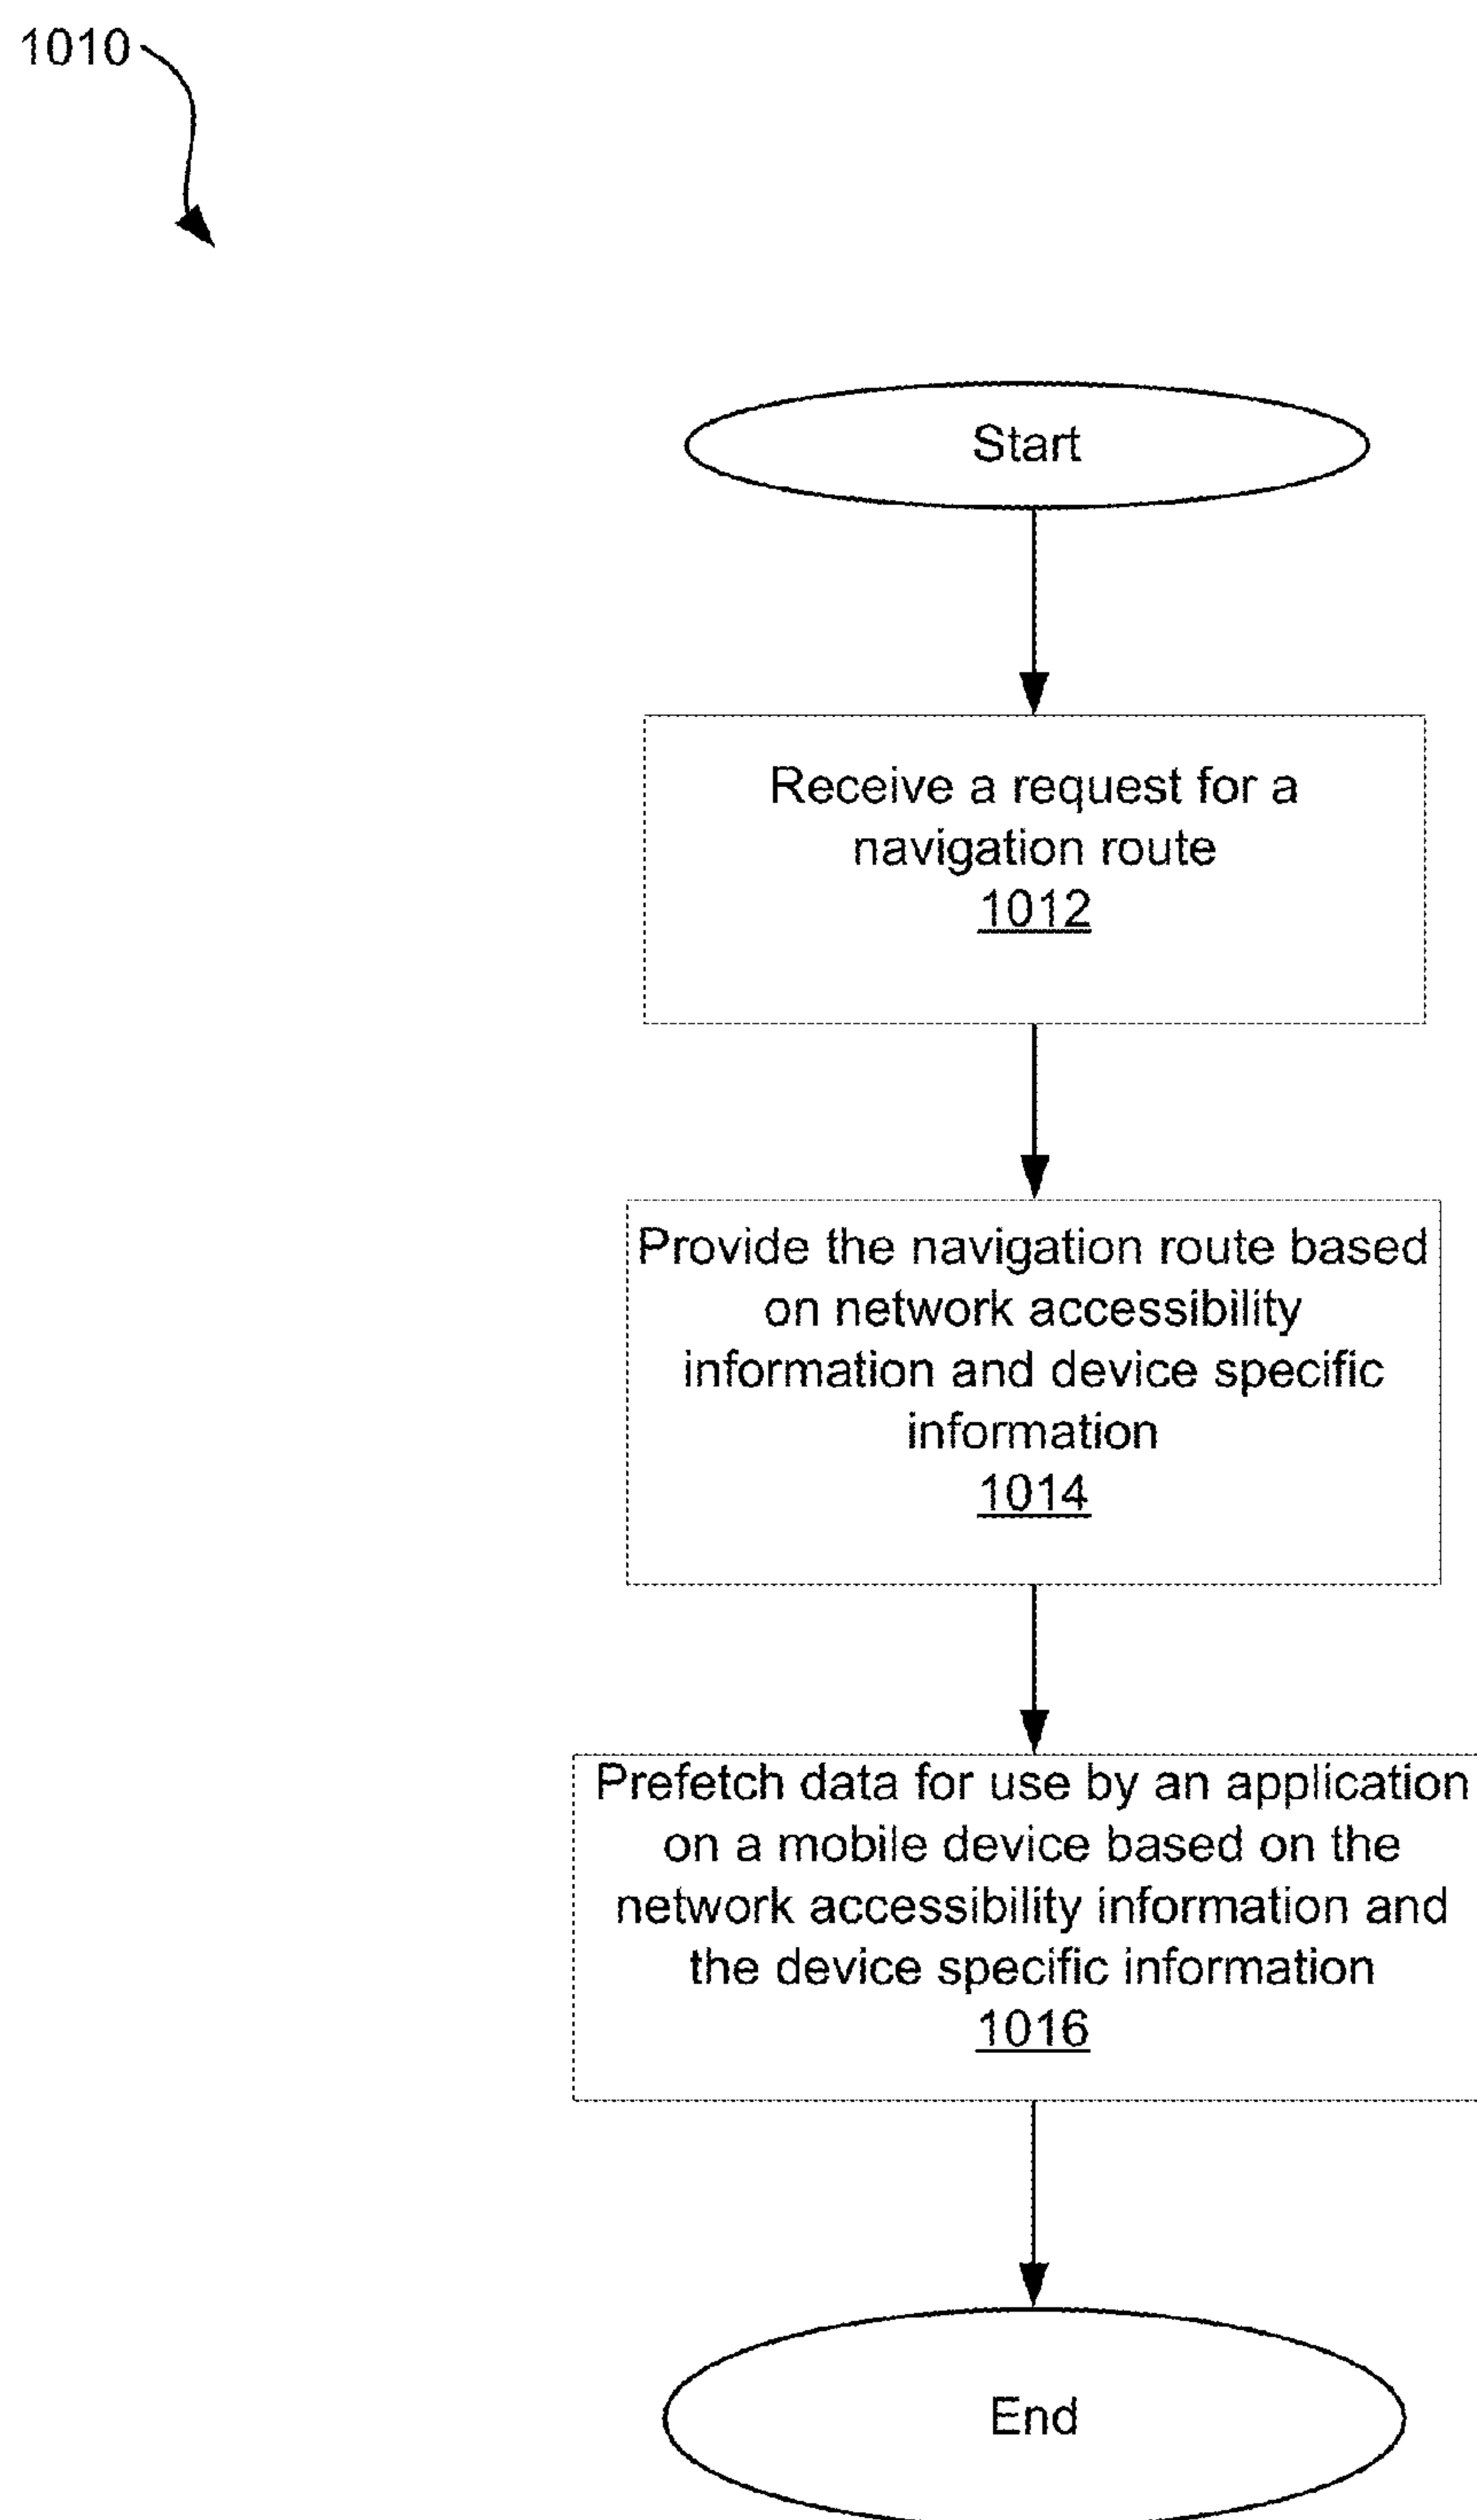 1010
Start
Receive a request for a
navigation route
1012
Provide the navigation route based
on network accessibility
information and device specific
information
1014
Prefetch data for use by an application
on a mobile device based on the
network accessibility information and
the device specific information
1016
End